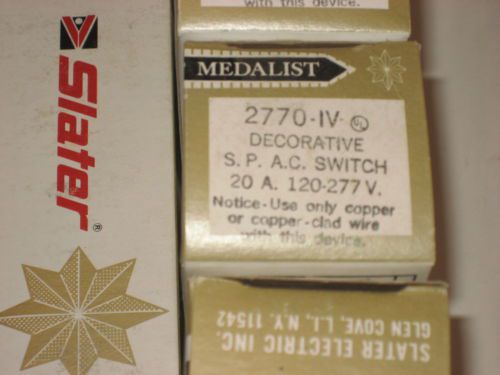 with this device.
Slater®
MEDALIST
2770-IV UL
DECORATIVE
S. P. A.C. SWITCH
20 A. 120-277 V.
Notice-Use only copper
or copper-clad wire
with this device.
SLATER ELECTRIC INC.
GLEN COVE, L.I., N.Y. 11542